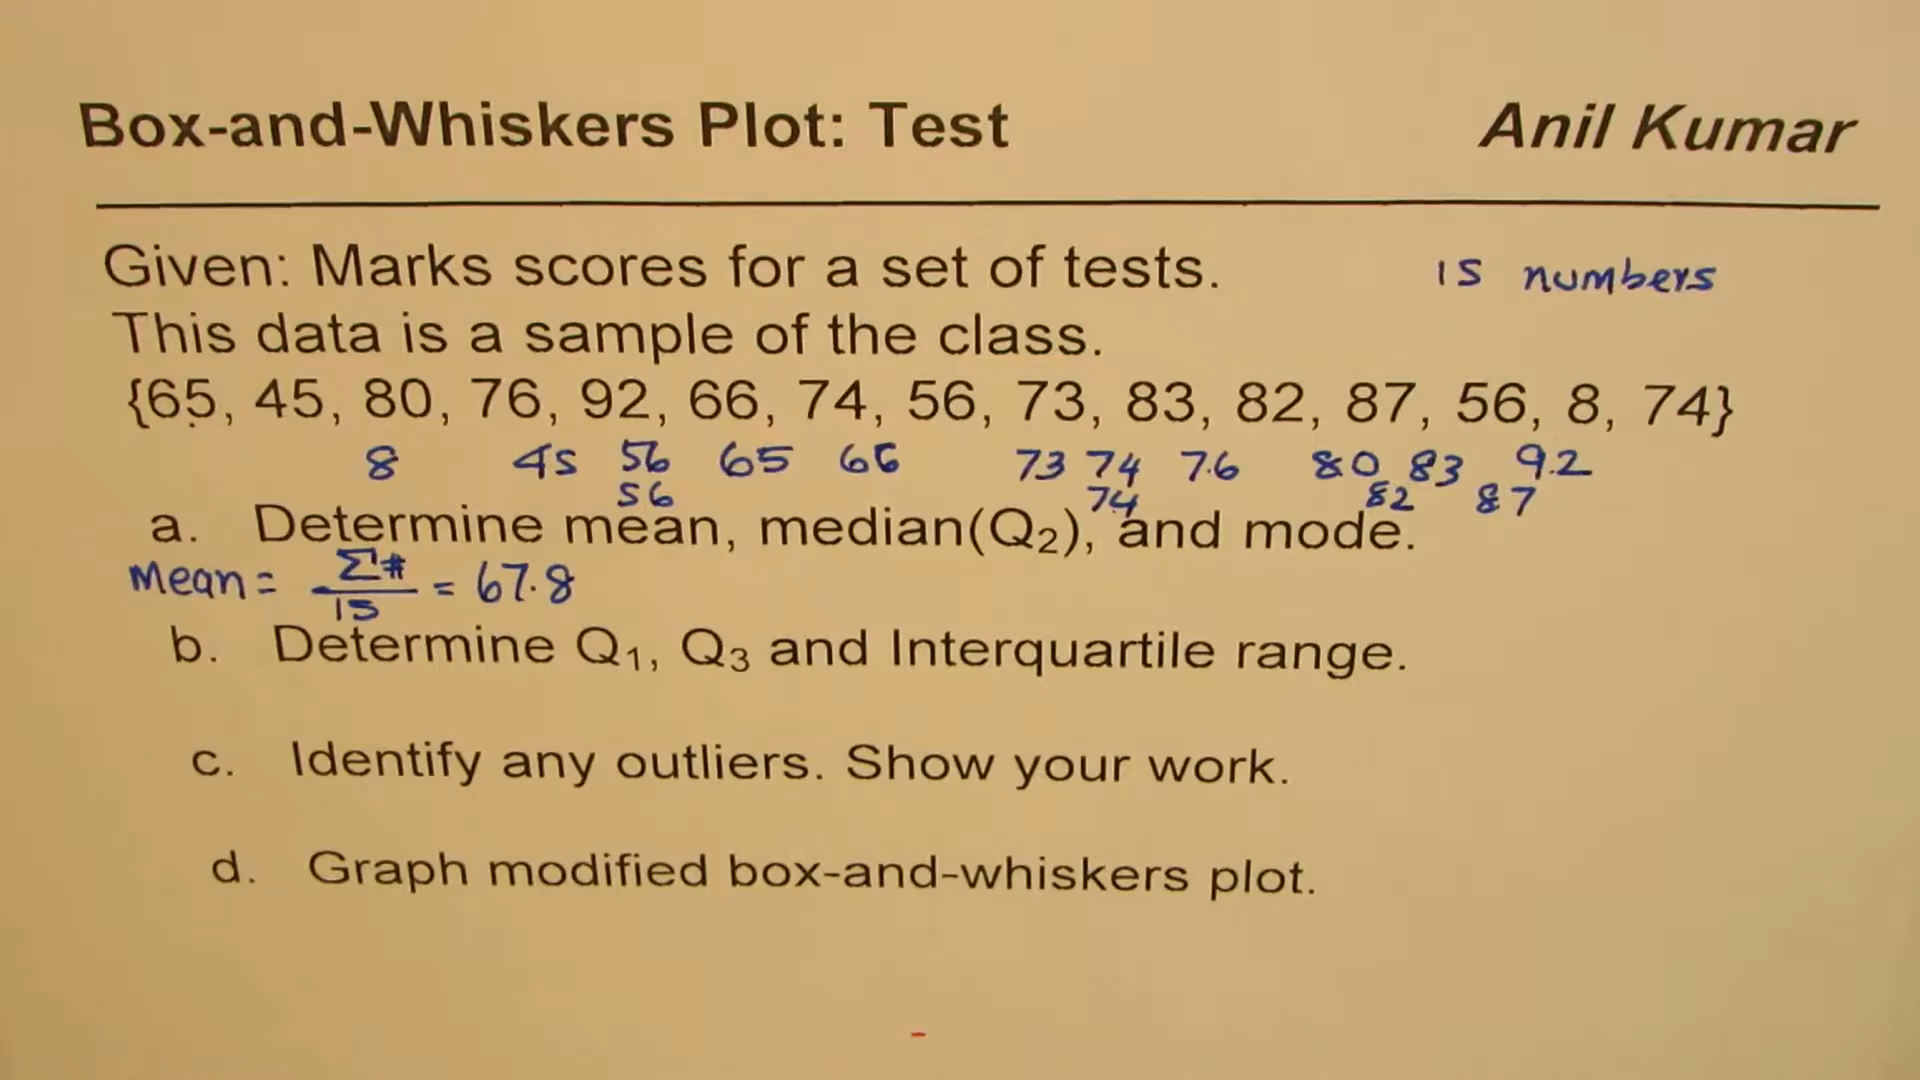 Box-and-Whiskers Plot: Test Anil Kumar
Given: Marks scores for a set of tests. 15 numbers
This data is a sample of the class.
{65, 45, 80, 76, 92, 66, 74, 56, 73, 83, 82, 87, 56, 8, 74}
8 45 56 65 66 73 74 76 80 83 92
56 74 82 87
a. Determine mean, median(Q₂), and mode.
Mean = Σ# / 15 = 67.8
b. Determine Q₁, Q₃ and Interquartile range.
c. Identify any outliers. Show your work.
d. Graph modified box-and-whiskers plot.